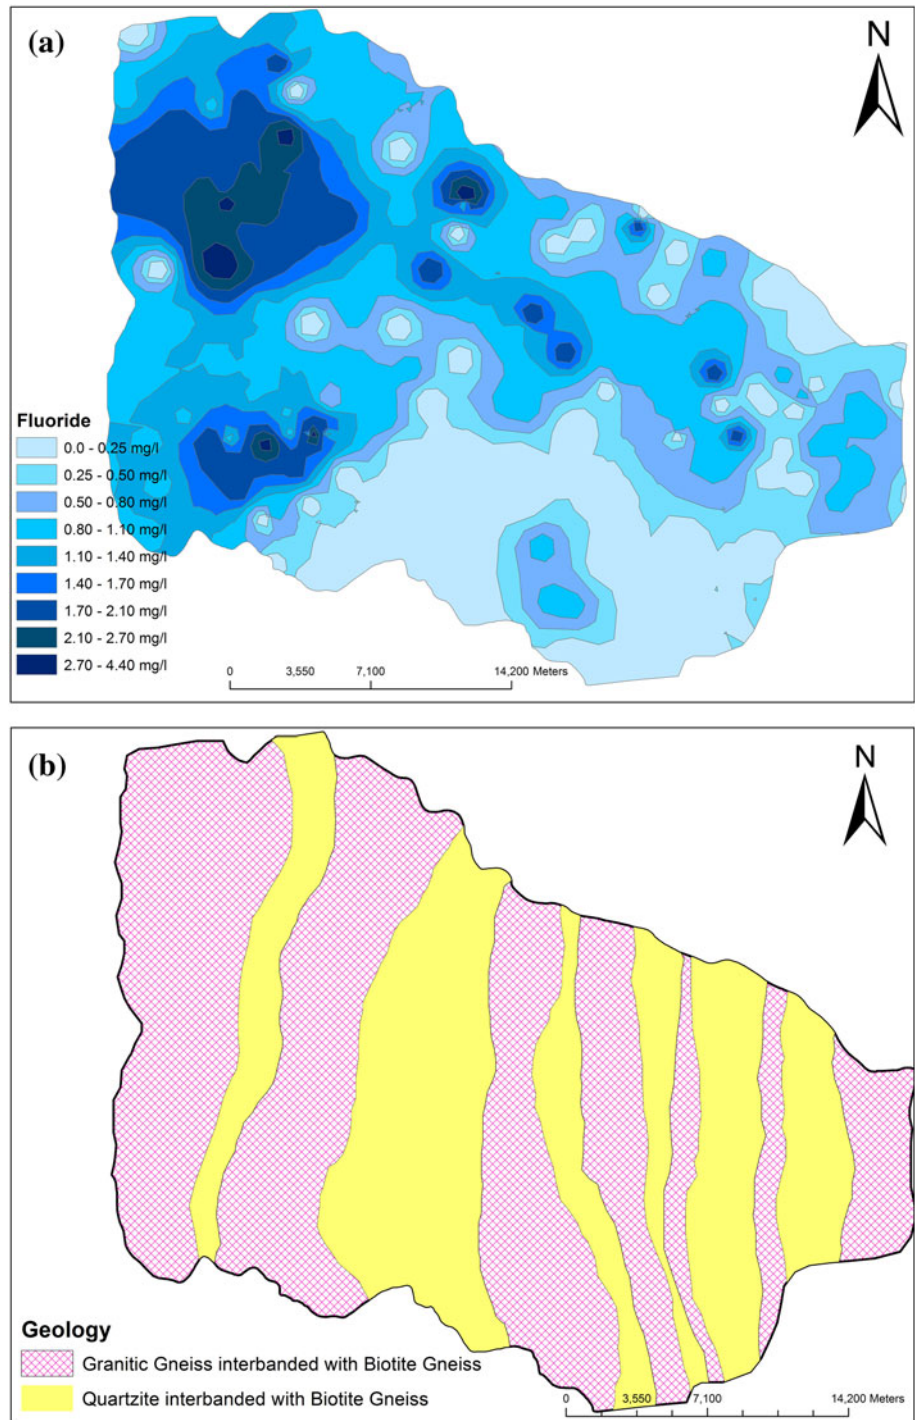 (a)
N
Fluoride
0.0 - 0.25 mg/l
0.25 - 0.50 mg/l
0.50 - 0.80 mg/l
0.80 - 1.10 mg/l
1.10 - 1.40 mg/l
1.40 - 1.70 mg/l
1.70 - 2.10 mg/l
2.10 - 2.70 mg/l
2.70 - 4.40 mg/l
0 3,550 7,100 14,200 Meters
(b)
N
Geology
Granitic Gneiss interbanded with Biotite Gneiss
Quartzite interbanded with Biotite Gneiss
0 3,550 7,100 14,200 Meters